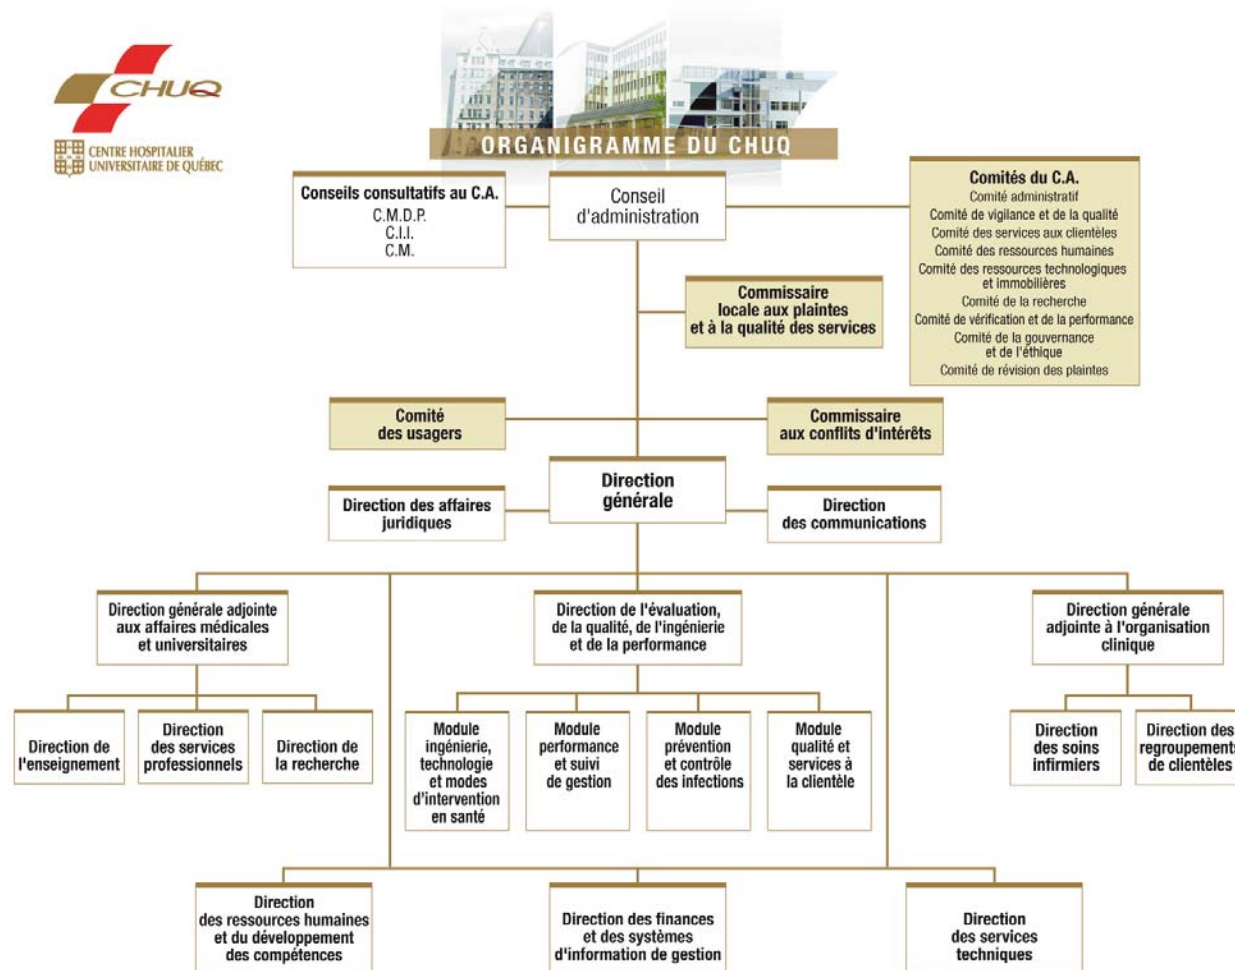 CHUQ
CENTRE HOSPITALIER
UNIVERSITAIRE DE QUÉBEC
ORGANIGRAMME DU CHUQ
Conseils consultatifs au C.A.
C.M.D.P.
C.I.I.
C.M.
Conseil
d'administration
Comités du C.A.
Comité administratif
Comité de vigilance et de la qualité
Comité des services aux clientèles
Comité des ressources humaines
Comité des ressources technologiques
et immobilières
Comité de la recherche
Comité de vérification et de la performance
Comité de la gouvernance
et de l'éthique
Comité de révision des plaintes
Commissaire
locale aux plaintes
et à la qualité des services
Comité
des usagers
Commissaire
aux conflits d'intérêts
Direction
générale
Direction des affaires
juridiques
Direction
des communications
Direction générale adjointe
aux affaires médicales
et universitaires
Direction de l'évaluation,
de la qualité, de l'ingénierie
et de la performance
Direction générale
adjointe à l'organisation
clinique
Direction de
l'enseignement
Direction
des services
professionnels
Direction de
la recherche
Module
ingénierie,
technologie
et modes
d'intervention
en santé
Module
performance
et suivi
de gestion
Module
prévention
et contrôle
des infections
Module
qualité et
services à
la clientèle
Direction
des soins
infirmiers
Direction des
regroupements
de clientèles
Direction
des ressources humaines
et du développement
des compétences
Direction des finances
et des systèmes
d'information de gestion
Direction
des services
techniques